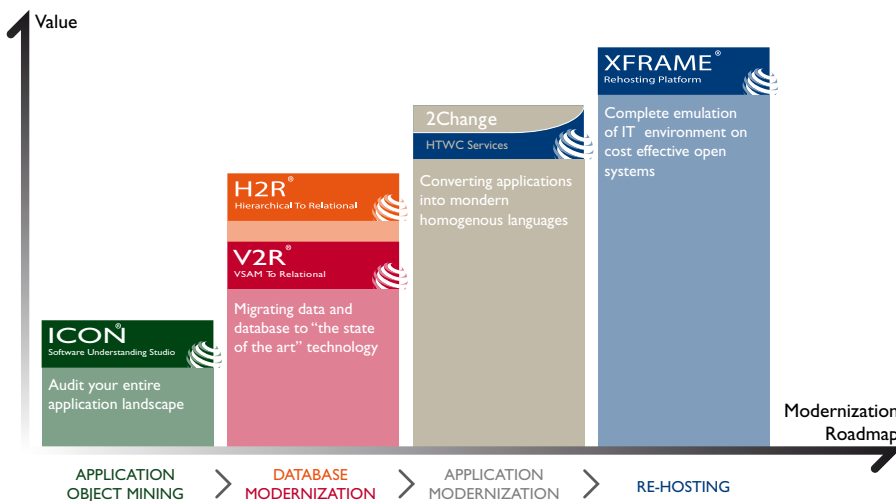 Value
XFRAME®
Rehosting Platform
Complete emulation
of IT environment on
cost effective open
systems
2Change
HTWC Services
Converting applications
into mondern
homogenous languages
H2R®
Hierarchical To Relational
V2R®
VSAM To Relational
Migrating data and
database to “the state
of the art” technology
ICON®
Software Understanding Studio
Audit your entire
application landscape
Modernization
Roadmap
APPLICATION
OBJECT MINING
DATABASE
MODERNIZATION
APPLICATION
MODERNIZATION
RE-HOSTING